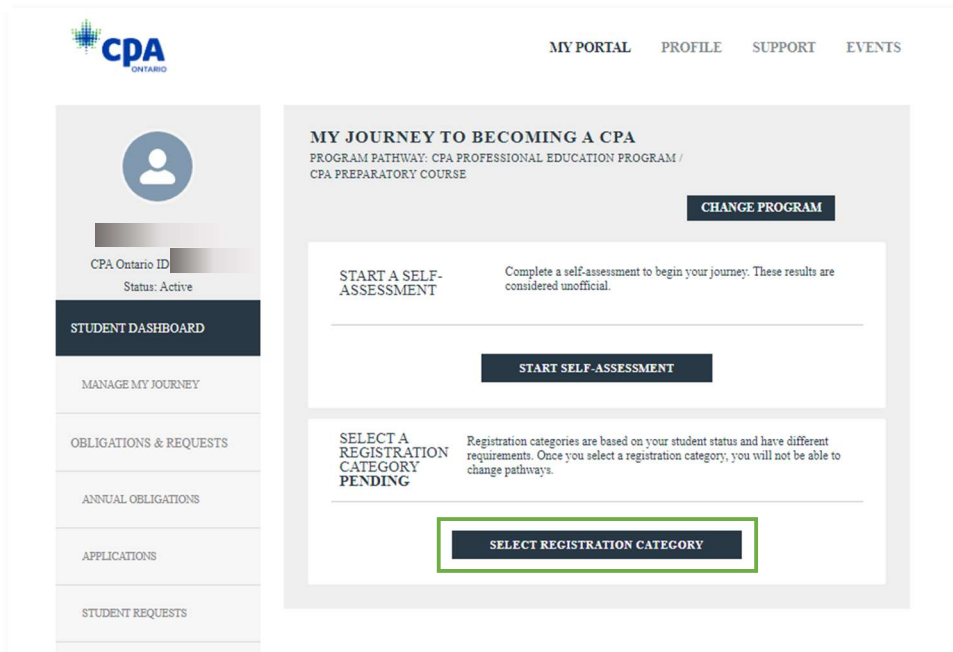 CPA
ONTARIO
MY PORTAL PROFILE SUPPORT EVENTS
CPA Ontario ID
Status: Active
STUDENT DASHBOARD
MANAGE MY JOURNEY
OBLIGATIONS & REQUESTS
ANNUAL OBLIGATIONS
APPLICATIONS
STUDENT REQUESTS
MY JOURNEY TO BECOMING A CPA
PROGRAM PATHWAY: CPA PROFESSIONAL EDUCATION PROGRAM /
CPA PREPARATORY COURSE
CHANGE PROGRAM
START A SELF-
ASSESSMENT
Complete a self-assessment to begin your journey. These results are
considered unofficial.
START SELF-ASSESSMENT
SELECT A
REGISTRATION
CATEGORY
PENDING
Registration categories are based on your student status and have different
requirements. Once you select a registration category, you will not be able to
change pathways.
SELECT REGISTRATION CATEGORY